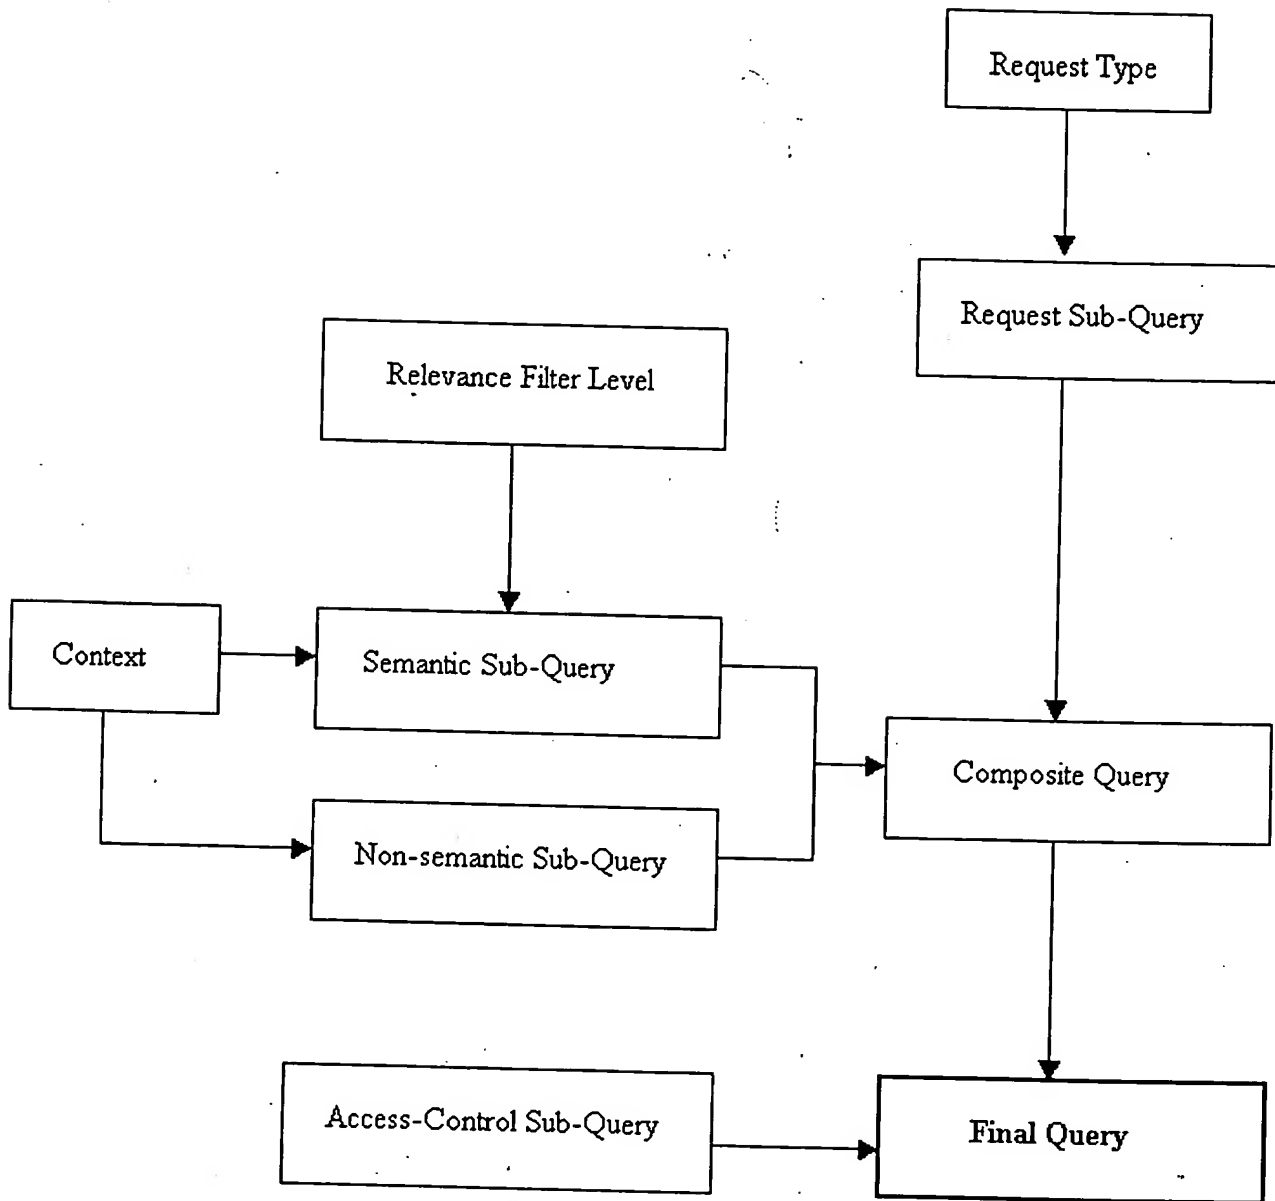 Request Type
Request Sub-Query
Relevance Filter Level
Context
Semantic Sub-Query
Composite Query
Non-semantic Sub-Query
Access-Control Sub-Query
Final Query